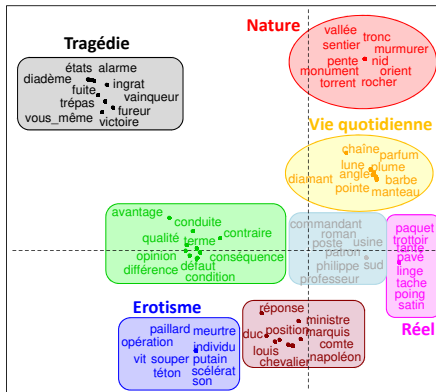 Nature
vallée
tronc
sentier
murmurer
pente
nid
monument
orient
torrent
rocher
Tragédie
états alarme
diadème
ingrat
fuite
vainqueur
trépas
fureur
vous_même
victoire
Vie quotidienne
chaîne
parfum
lune
plume
diamant
angle
barbe
pointe
manteau
avantage
conduite
contraire
qualité
terme
opinion
conséquence
différence
défaut
condition
commandant
roman
poste
usine
patron
philippe
sud
professeur
paquet
trottoir
tante
pavé
linge
tache
poing
satin
Réel
Erotisme
paillard
meurtre
opération
individu
vit souper
putain
téton
scélérat
son
réponse
ministre
duc
position
marquis
louis
comte
chevalier
napoléon